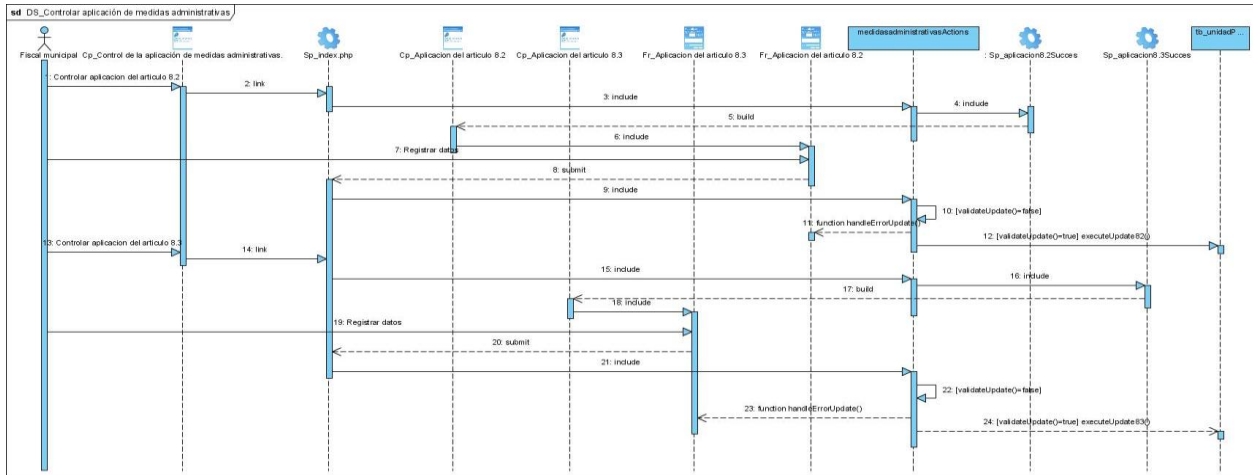 sd DS_Controlar aplicación de medidas administrativas
Fiscal municipal
Cp_Control de la aplicación de medidas administrativas.
Sp_index.php
Cp_Aplicacion del articulo 8.2
Cp_Aplicacion del articulo 8.3
Fr_Aplicacion del articulo 8.3
Fr_Aplicacion del articulo 8.2
medidasadministrativasActions
: Sp_aplicacion8.2Succes
Sp_aplicacion8.3Succes
tb_unidadP...
1: Controlar aplicacion del articulo 8.2
2: link
3: include
4: include
5: build
6: include
7: Registrar datos
8: submit
9: include
10: [validateUpdate()=false]
11: function handleErrorUpdate()
12: [validateUpdate()=true] executeUpdate82()
13: Controlar aplicacion del articulo 8.3
14: link
15: include
16: include
17: build
18: include
19: Registrar datos
20: submit
21: include
22: [validateUpdate()=false]
23: function handleErrorUpdate()
24: [validateUpdate()=true] executeUpdate83()